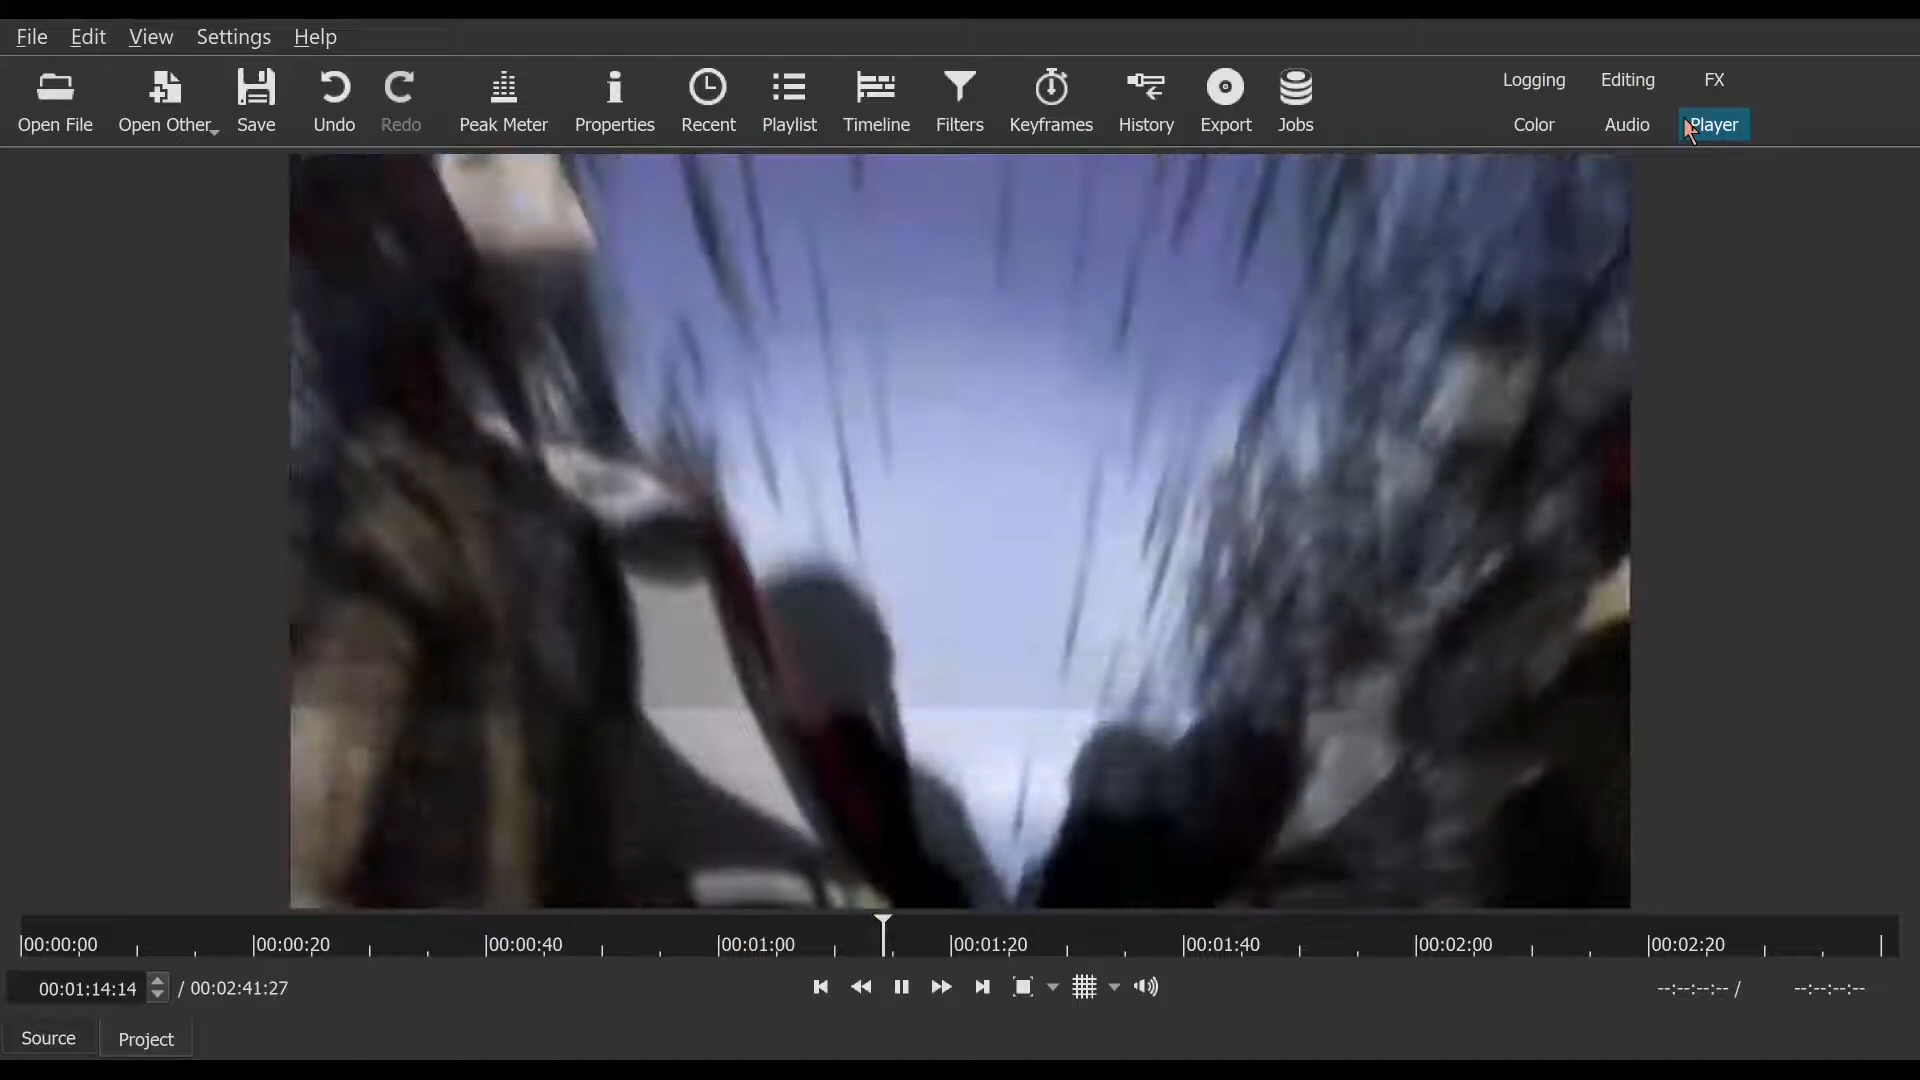 File Edit View Settings Help
Open File Open Other Save Undo Redo Peak Meter Properties Recent Playlist Timeline Filters Keyframes History Export Jobs
Logging Editing FX
Color Audio Player
00:00:00 00:00:20 00:00:40 00:01:00 00:01:20 00:01:40 00:02:00 00:02:20
00:01:14:14 / 00:02:41:27 --:--:--:-- / --:--:--:--
Source Project